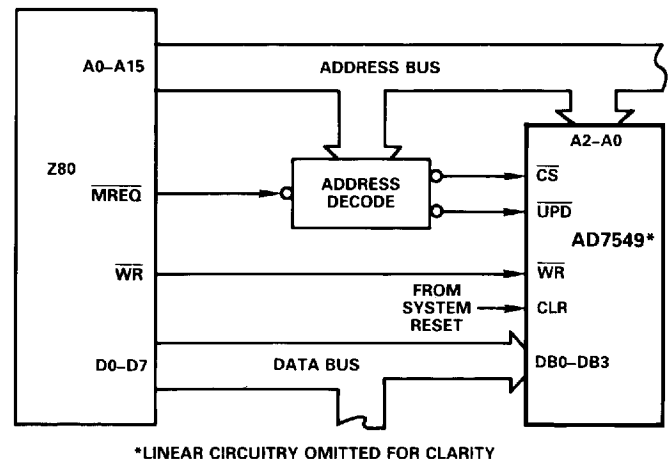 A0–A15
ADDRESS BUS
A2–A0
Z80
MREQ
ADDRESS
DECODE
CS
UPD
AD7549*
WR
WR
FROM
SYSTEM
RESET
CLR
D0–D7
DATA BUS
DB0–DB3
*LINEAR CIRCUITRY OMITTED FOR CLARITY